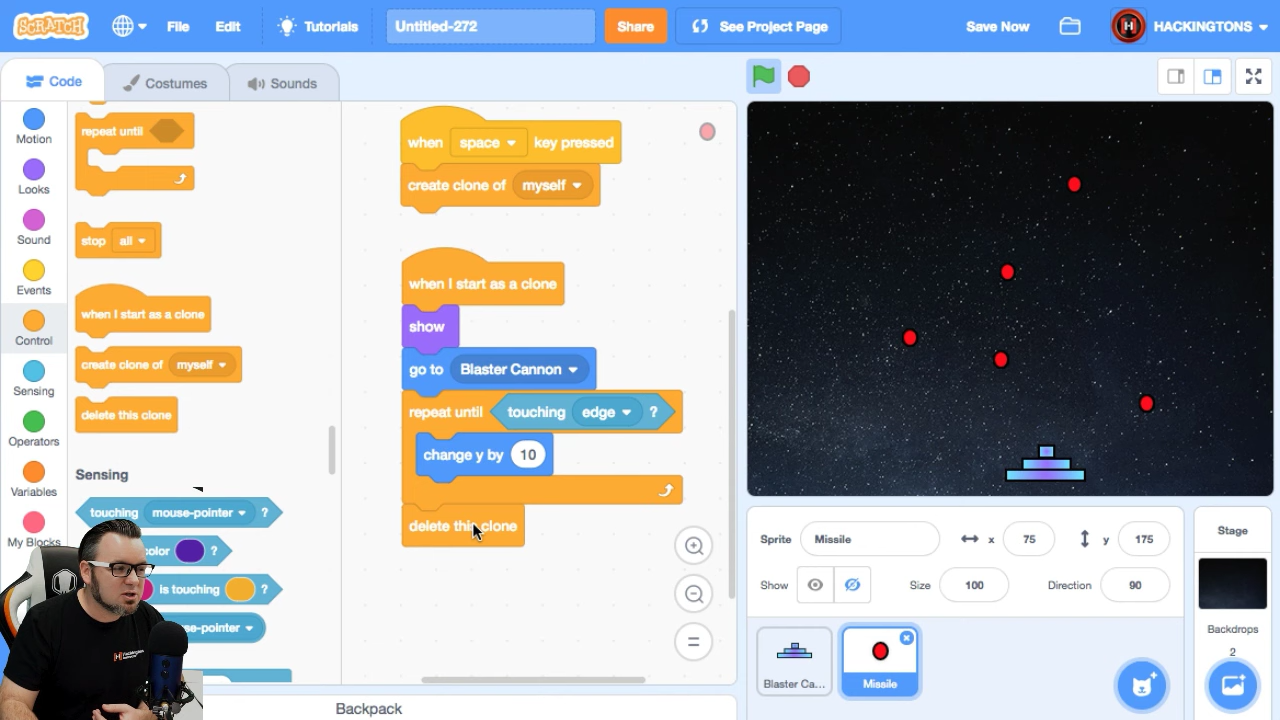 SCRATCH
File
Edit
Tutorials
Untitled-272
Share
See Project Page
Save Now
HACKINGTONS
Code
Costumes
Sounds
Motion
Looks
Sound
Events
Control
Sensing
Operators
Variables
My Blocks
repeat until
stop all
when I start as a clone
create clone of myself
delete this clone
Sensing
touching mouse-pointer ?
color ?
is touching ?
se-pointer
when space key pressed
create clone of myself
when I start as a clone
show
go to Blaster Cannon
repeat until touching edge ?
change y by 10
delete this clone
Backpack
Sprite Missile x 75 y 175
Show Size 100 Direction 90
Blaster Ca...
Missile
Stage
Backdrops
2